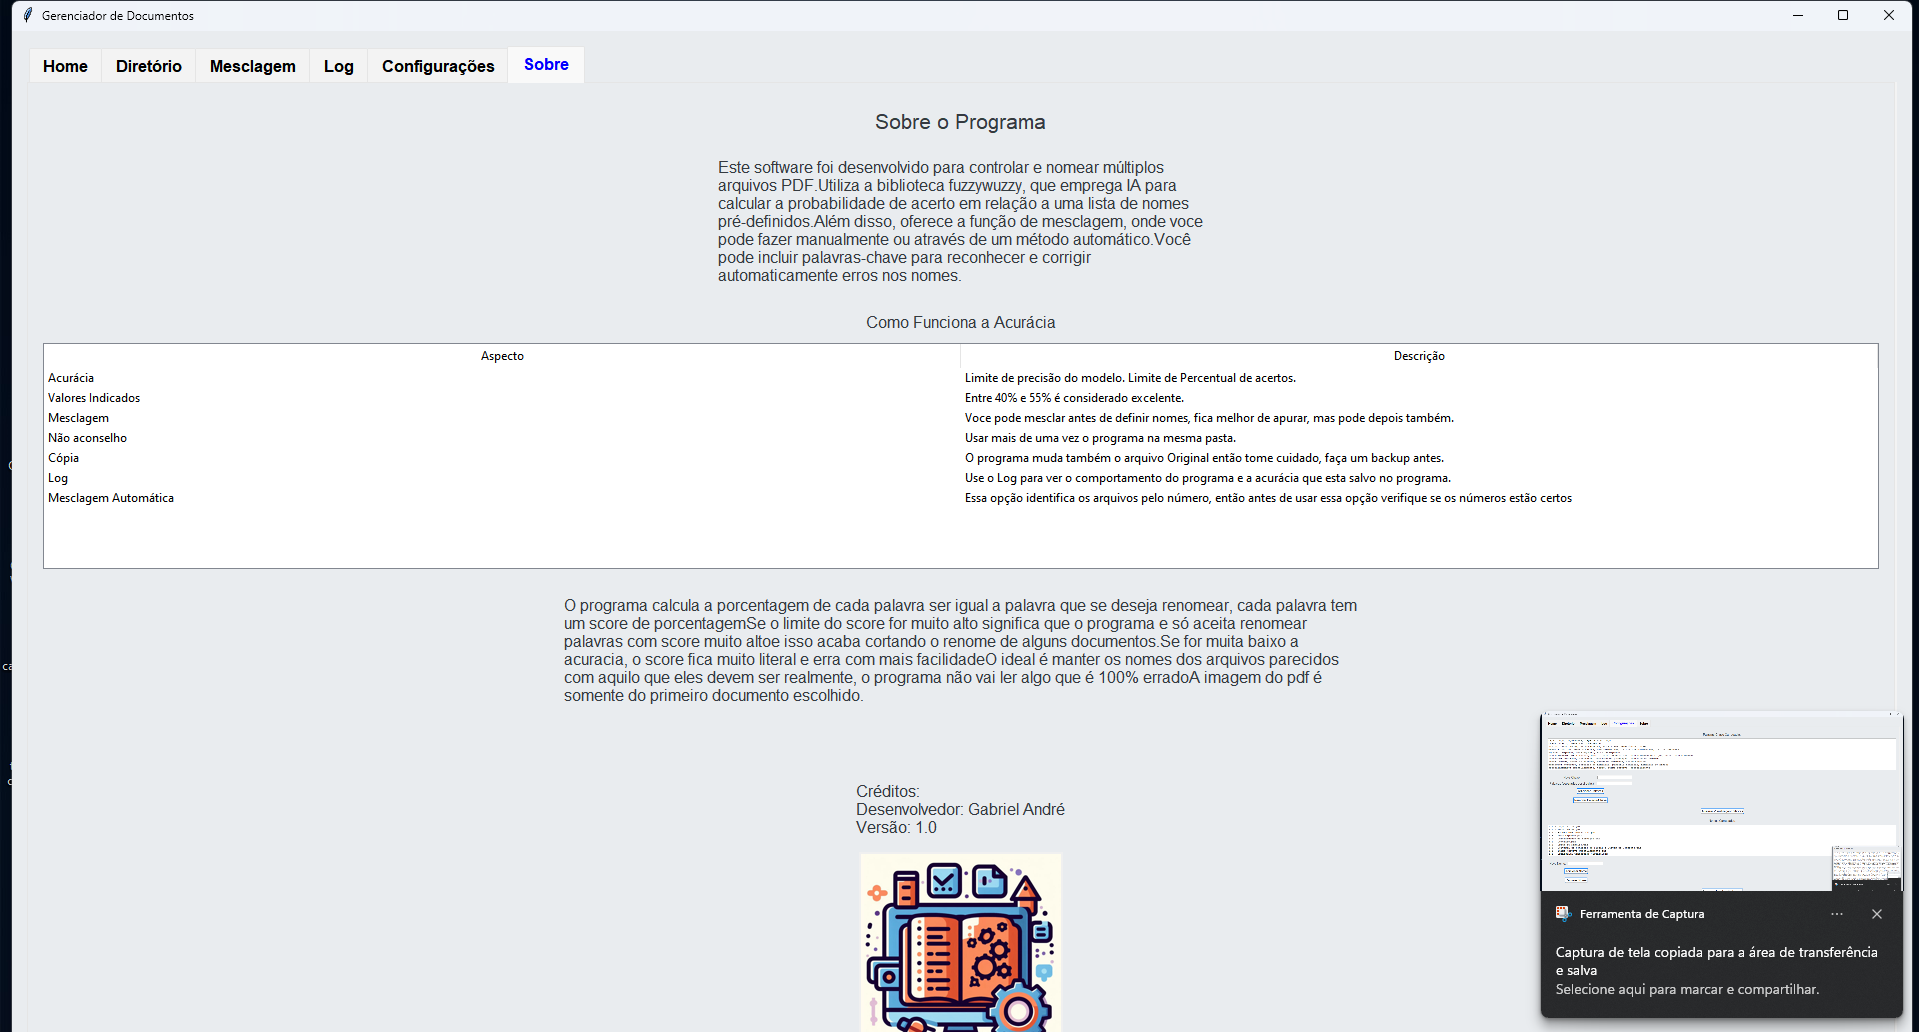 Gerenciador de Documentos
Home Diretório Mesclagem Log Configurações Sobre
Sobre o Programa
Este software foi desenvolvido para controlar e nomear múltiplos
arquivos PDF.Utiliza a biblioteca fuzzywuzzy, que emprega IA para
calcular a probabilidade de acerto em relação a uma lista de nomes
pré-definidos.Além disso, oferece a função de mesclagem, onde voce
pode fazer manualmente ou através de um método automático.Você
pode incluir palavras-chave para reconhecer e corrigir
automaticamente erros nos nomes.
Como Funciona a Acurácia
Aspecto Descrição
Acurácia Limite de precisão do modelo. Limite de Percentual de acertos.
Valores Indicados Entre 40% e 55% é considerado excelente.
Mesclagem Voce pode mesclar antes de definir nomes, fica melhor de apurar, mas pode depois também.
Não aconselho Usar mais de uma vez o programa na mesma pasta.
Cópia O programa muda também o arquivo Original então tome cuidado, faça um backup antes.
Log Use o Log para ver o comportamento do programa e a acurácia que esta salvo no programa.
Mesclagem Automática Essa opção identifica os arquivos pelo número, então antes de usar essa opção verifique se os números estão certos
O programa calcula a porcentagem de cada palavra ser igual a palavra que se deseja renomear, cada palavra tem
um score de porcentagemSe o limite do score for muito alto significa que o programa e só aceita renomear
palavras com score muito altoe isso acaba cortando o renome de alguns documentos.Se for muita baixo a
acuracia, o score fica muito literal e erra com mais facilidadeO ideal é manter os nomes dos arquivos parecidos
com aquilo que eles devem ser realmente, o programa não vai ler algo que é 100% erradoA imagem do pdf é
somente do primeiro documento escolhido.
Créditos:
Desenvolvedor: Gabriel André
Versão: 1.0
Ferramenta de Captura
Captura de tela copiada para a área de transferência
e salva
Selecione aqui para marcar e compartilhar.